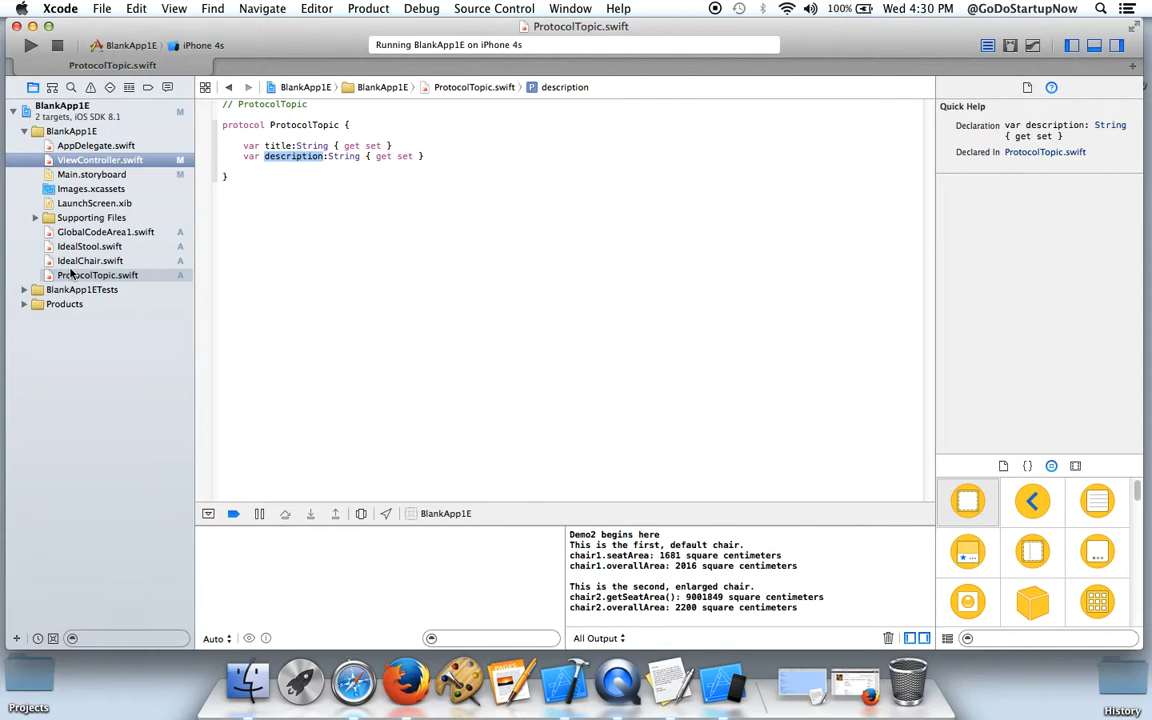 Xcode File Edit View Find Navigate Editor Product Debug Source Control Window Help 100% Wed 4:30 PM @GoDoStartupNow
ProtocolTopic.swift
BlankApp1E iPhone 4s Running BlankApp1E on iPhone 4s
ProtocolTopic.swift
BlankApp1E BlankApp1E ProtocolTopic.swift P description
BlankApp1E M
2 targets, iOS SDK 8.1
BlankApp1E
AppDelegate.swift
ViewController.swift M
Main.storyboard M
Images.xcassets
LaunchScreen.xib
Supporting Files
GlobalCodeArea1.swift A
IdealStool.swift A
IdealChair.swift A
ProtocolTopic.swift A
BlankApp1ETests
Products
// ProtocolTopic
protocol ProtocolTopic {
var title:String { get set }
var description:String { get set }
}
Quick Help
Declaration var description: String
{ get set }
Declared In ProtocolTopic.swift
BlankApp1E
Demo2 begins here
This is the first, default chair.
chair1.seatArea: 1681 square centimeters
chair1.overallArea: 2016 square centimeters
This is the second, enlarged chair.
chair2.getSeatArea(): 9001849 square centimeters
chair2.overallArea: 2200 square centimeters
Auto
All Output
Projects
History